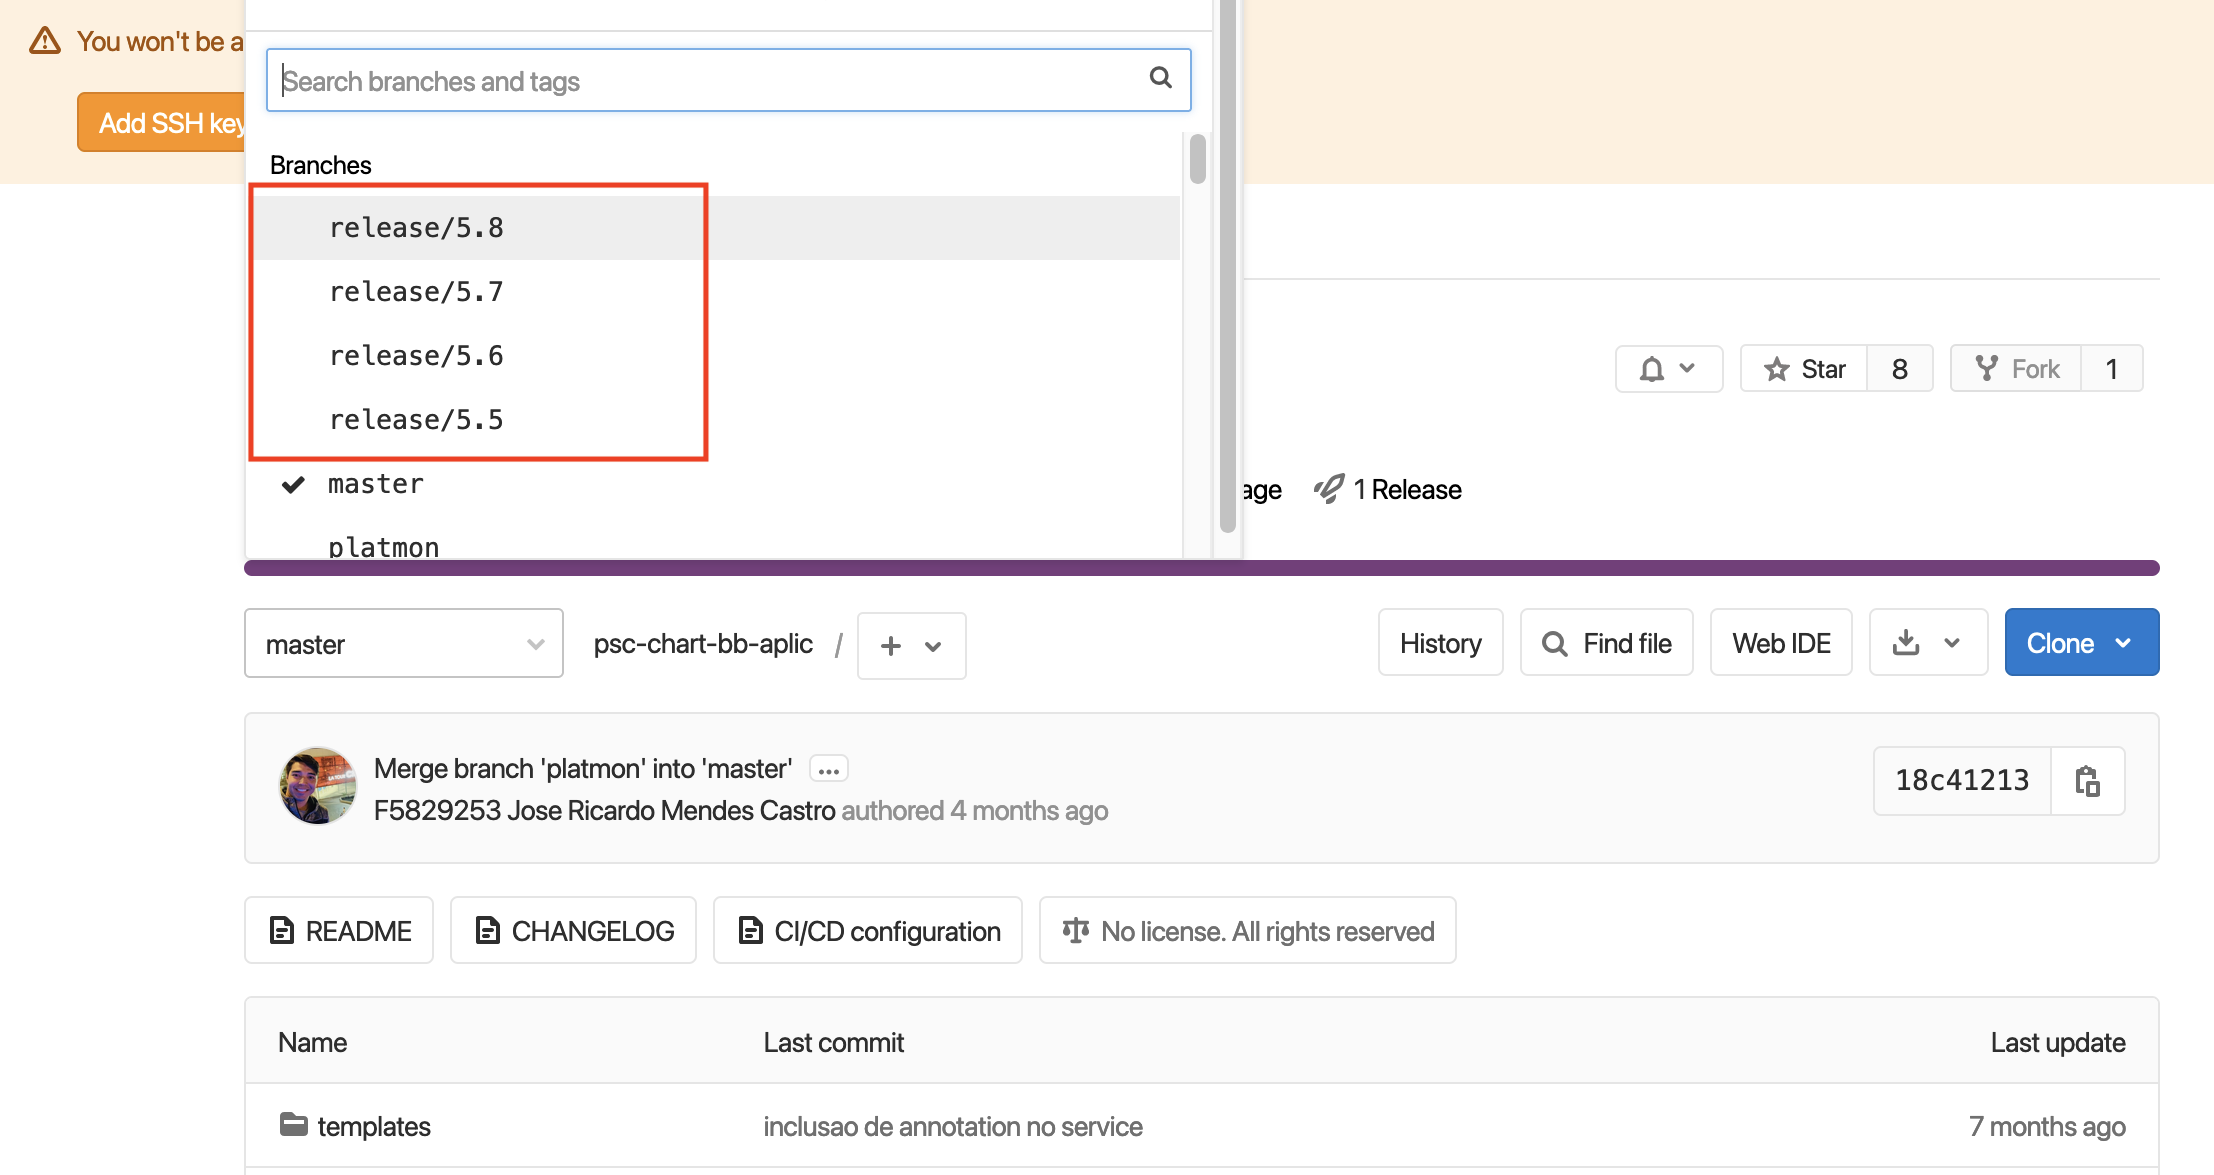 You won't be a
Search branches and tags
Add SSH key
Branches
release/5.8
release/5.7
release/5.6
release/5.5
master
platmon
Star 8 Fork 1
age 1 Release
master psc-chart-bb-aplic / + History Find file Web IDE Clone
Merge branch 'platmon' into 'master' ...
F5829253 Jose Ricardo Mendes Castro authored 4 months ago
18c41213
README CHANGELOG CI/CD configuration No license. All rights reserved
Name Last commit Last update
templates inclusao de annotation no service 7 months ago